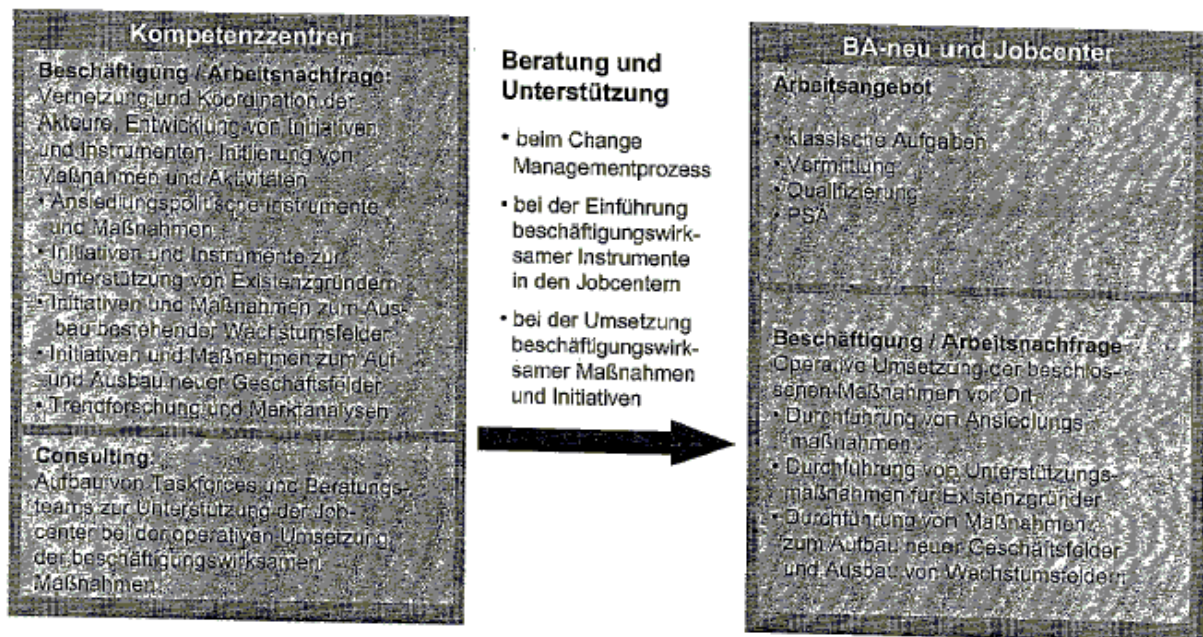 Kompetenzzentren
Beschäftigung / Arbeitsnachfrage:
Vernetzung und Koordination der
Akteure, Entwicklung von Initiativen
und Instrumenten, Initiierung von
Maßnahmen und Aktivitäten
• Ansiedlungspolitische Instrumente
und Maßnahmen
• Initiativen und Instrumente zur
Unterstützung von Existenzgründern
• Initiativen und Maßnahmen zum Aus-
bau bestehender Wachstumsfelder
• Initiativen und Maßnahmen zum Auf-
und Ausbau neuer Geschäftsfelder
• Trendforschung und Marktanalysen
Consulting:
Aufbau von Taskforces und Beratungs-
teams zur Unterstützung der Job-
center bei der operativen Umsetzung
der beschäftigungswirksamen
Maßnahmen
Beratung und
Unterstützung
• beim Change
Managementprozess
• bei der Einführung
beschäftigungswirk-
samer Instrumente
in den Jobcentern
• bei der Umsetzung
beschäftigungswirk-
samer Maßnahmen
und Initiativen
BA-neu und Jobcenter
Arbeitsangebot
• klassische Aufgaben
• Vermittlung
• Qualifizierung
• PSA
Beschäftigung / Arbeitsnachfrage
Operative Umsetzung der beschlos-
senen Maßnahmen vor Ort
• Durchführung von Ansiedlungs-
maßnahmen
• Durchführung von Unterstützungs-
maßnahmen für Existenzgründer
• Durchführung von Maßnahmen
zum Aufbau neuer Geschäftsfelder
und Ausbau von Wachstumsfeldern